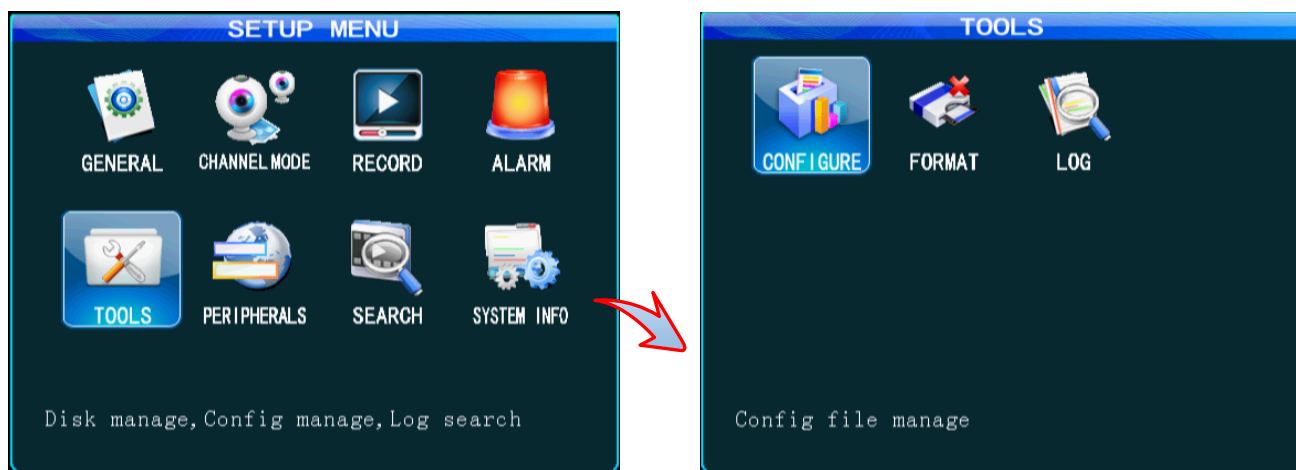 SETUP MENU
GENERAL
CHANNEL MODE
RECORD
ALARM
TOOLS
PERIPHERALS
SEARCH
SYSTEM INFO
Disk manage,Config manage,Log search
TOOLS
CONFIGURE
FORMAT
LOG
Config file manage